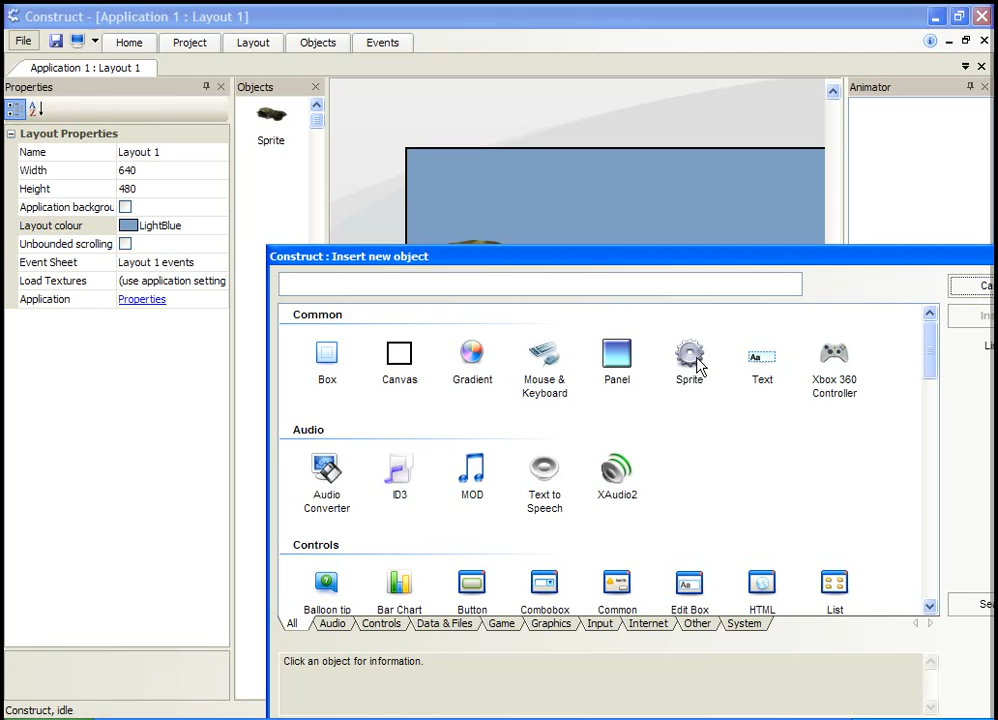 Construct - [Application 1 : Layout 1]
File
Home
Project
Layout
Objects
Events
Application 1 : Layout 1
Properties
Objects
Animator
Layout Properties
Name Layout 1
Width 640
Height 480
Application backgrou
Layout colour LightBlue
Unbounded scrolling
Event Sheet Layout 1 events
Load Textures (use application setting
Application Properties
Sprite
Construct : Insert new object
Common
Box
Canvas
Gradient
Mouse & Keyboard
Panel
Sprite
Text
Xbox 360 Controller
Audio
Audio Converter
ID3
MOD
Text to Speech
XAudio2
Controls
Balloon tip
Bar Chart
Button
Combobox
Common
Edit Box
HTML
List
All
Audio
Controls
Data & Files
Game
Graphics
Input
Internet
Other
System
Click an object for information.
Construct, idle